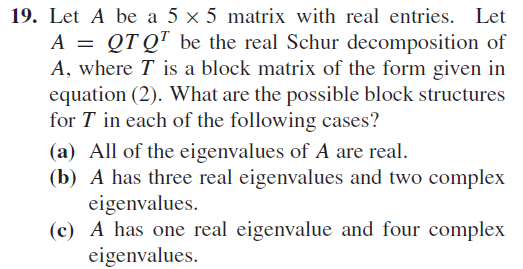 19. Let A be a 5 × 5 matrix with real entries. Let
A = QTQᵀ be the real Schur decomposition of
A, where T is a block matrix of the form given in
equation (2). What are the possible block structures
for T in each of the following cases?
(a) All of the eigenvalues of A are real.
(b) A has three real eigenvalues and two complex
eigenvalues.
(c) A has one real eigenvalue and four complex
eigenvalues.